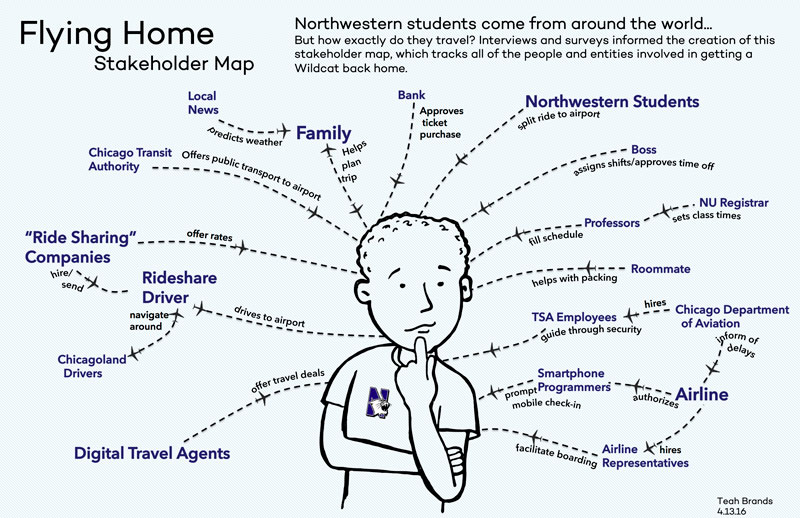 Flying Home
Stakeholder Map
Northwestern students come from around the world...
But how exactly do they travel? Interviews and surveys informed the creation of this
stakeholder map, which tracks all of the people and entities involved in getting a
Wildcat back home.
Local
News
predicts weather
Family
Helps
plan
trip
Bank
Approves
ticket
purchase
Northwestern Students
split ride to airport
Chicago Transit
Authority
Offers public transport to airport
Boss
assigns shifts/approves time off
NU Registrar
sets class times
Professors
fill schedule
"Ride Sharing"
Companies
offer rates
hire/
send
Rideshare
Driver
navigate
around
drives to airport
Roommate
helps with packing
TSA Employees
guide through security
hires
Chicago Department
of Aviation
inform of
delays
Chicagoland
Drivers
offer travel deals
Smartphone
Programmers
prompt
mobile check-in
authorizes
Airline
N
Digital Travel Agents
facilitate boarding
Airline
Representatives
hires
Teah Brands
4.13.16